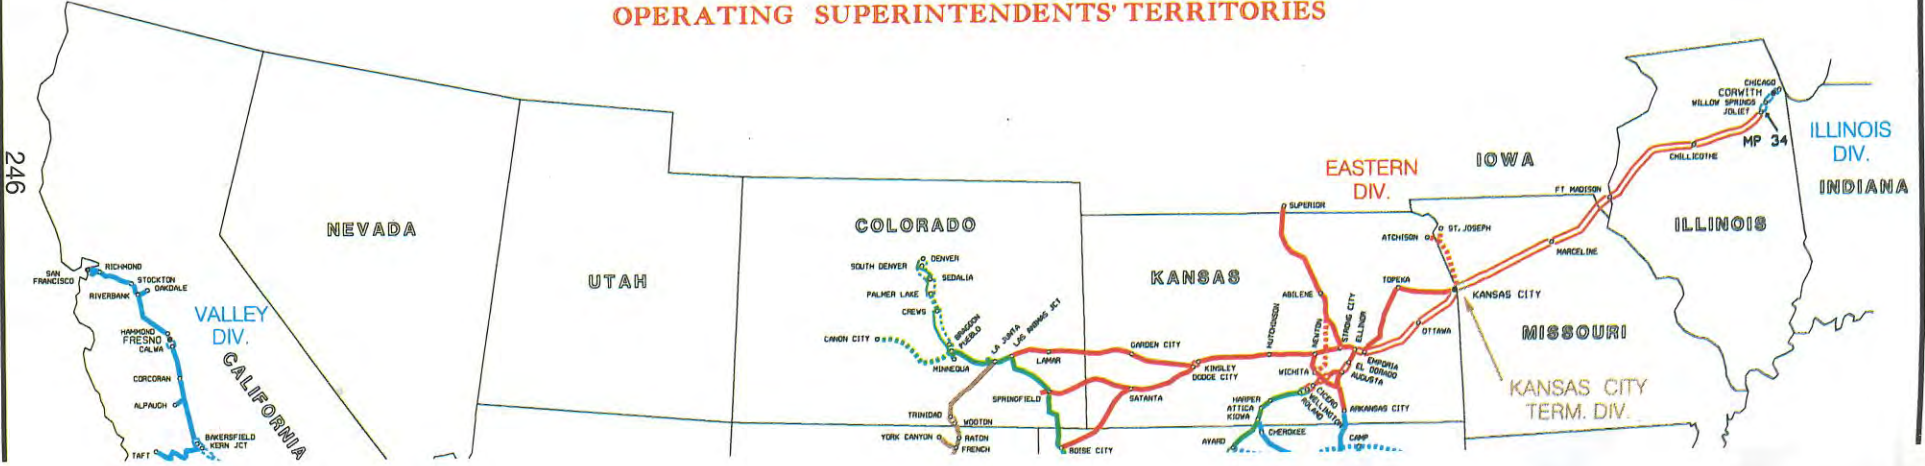 OPERATING SUPERINTENDENTS' TERRITORIES
246
NEVADA
UTAH
COLORADO
KANSAS
IOWA
MISSOURI
ILLINOIS
INDIANA
CALIFORNIA
VALLEY
DIV.
EASTERN
DIV.
ILLINOIS
DIV.
KANSAS CITY
TERM. DIV.
SAN
FRANCISCO
RICHMOND
STOCKTON
OAKDALE
RIVERBANK
HAMMOND
FRESNO
CALWA
CORCORAN
ALPAUGH
BAKERSFIELD
KERN JCT
TAFT
DENVER
SOUTH DENVER
SEDALIA
PALMER LAKE
CREWS
BRAGDON
PUEBLO
CANON CITY
MINNEQUA
LA JUNTA
LAS ANIMAS JCT
LAMAR
SPRINGFIELD
TRINIDAD
WOOTON
YORK CANYON
RATON
FRENCH
BOISE CITY
GARDEN CITY
SATANTA
KINSLEY
DODGE CITY
HUTCHINSON
NEWTON
STRONG CITY
ELLINOR
SUPERIOR
ABILENE
TOPEKA
OTTAWA
EMPORIA
EL DORADO
AUGUSTA
WICHITA
CICERO
WELLINGTON
ROLAND
HARPER
ATTICA
KIOWA
ARKANSAS CITY
CHEROKEE
AVARD
CAMP
ATCHISON
ST. JOSEPH
KANSAS CITY
MARCELINE
FT MADISON
CHILLICOTHE
CHICAGO
CORWITH
WILLOW SPRINGS
JOLIET
MP 34